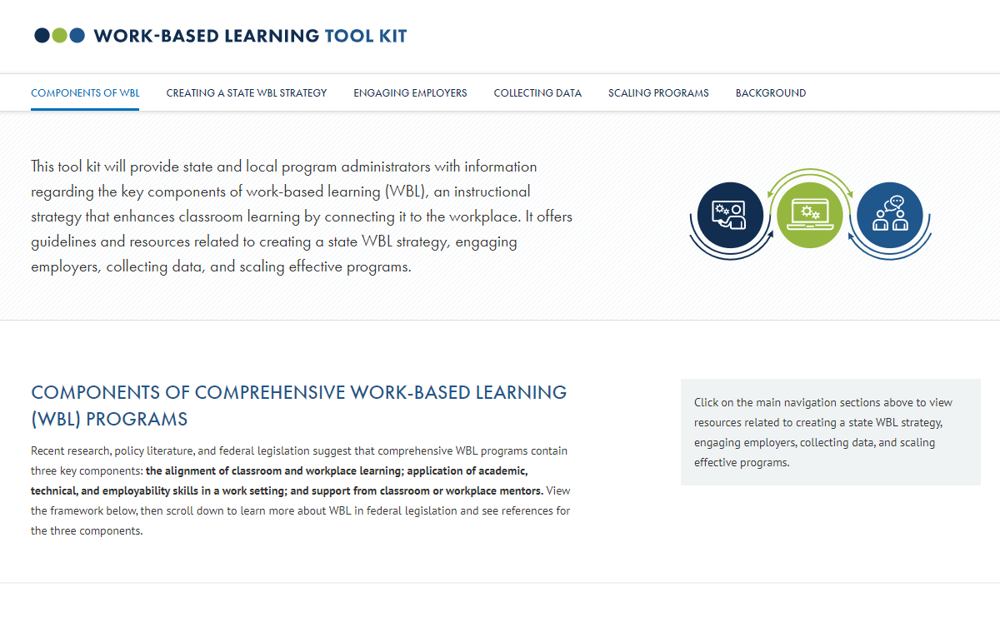 WORK-BASED LEARNING TOOL KIT
COMPONENTS OF WBL CREATING A STATE WBL STRATEGY ENGAGING EMPLOYERS COLLECTING DATA SCALING PROGRAMS BACKGROUND
This tool kit will provide state and local program administrators with information
regarding the key components of work-based learning (WBL), an instructional
strategy that enhances classroom learning by connecting it to the workplace. It offers
guidelines and resources related to creating a state WBL strategy, engaging
employers, collecting data, and scaling effective programs.
COMPONENTS OF COMPREHENSIVE WORK-BASED LEARNING
(WBL) PROGRAMS
Recent research, policy literature, and federal legislation suggest that comprehensive WBL programs contain
three key components: the alignment of classroom and workplace learning; application of academic,
technical, and employability skills in a work setting; and support from classroom or workplace mentors. View
the framework below, then scroll down to learn more about WBL in federal legislation and see references for
the three components.
Click on the main navigation sections above to view
resources related to creating a state WBL strategy,
engaging employers, collecting data, and scaling
effective programs.